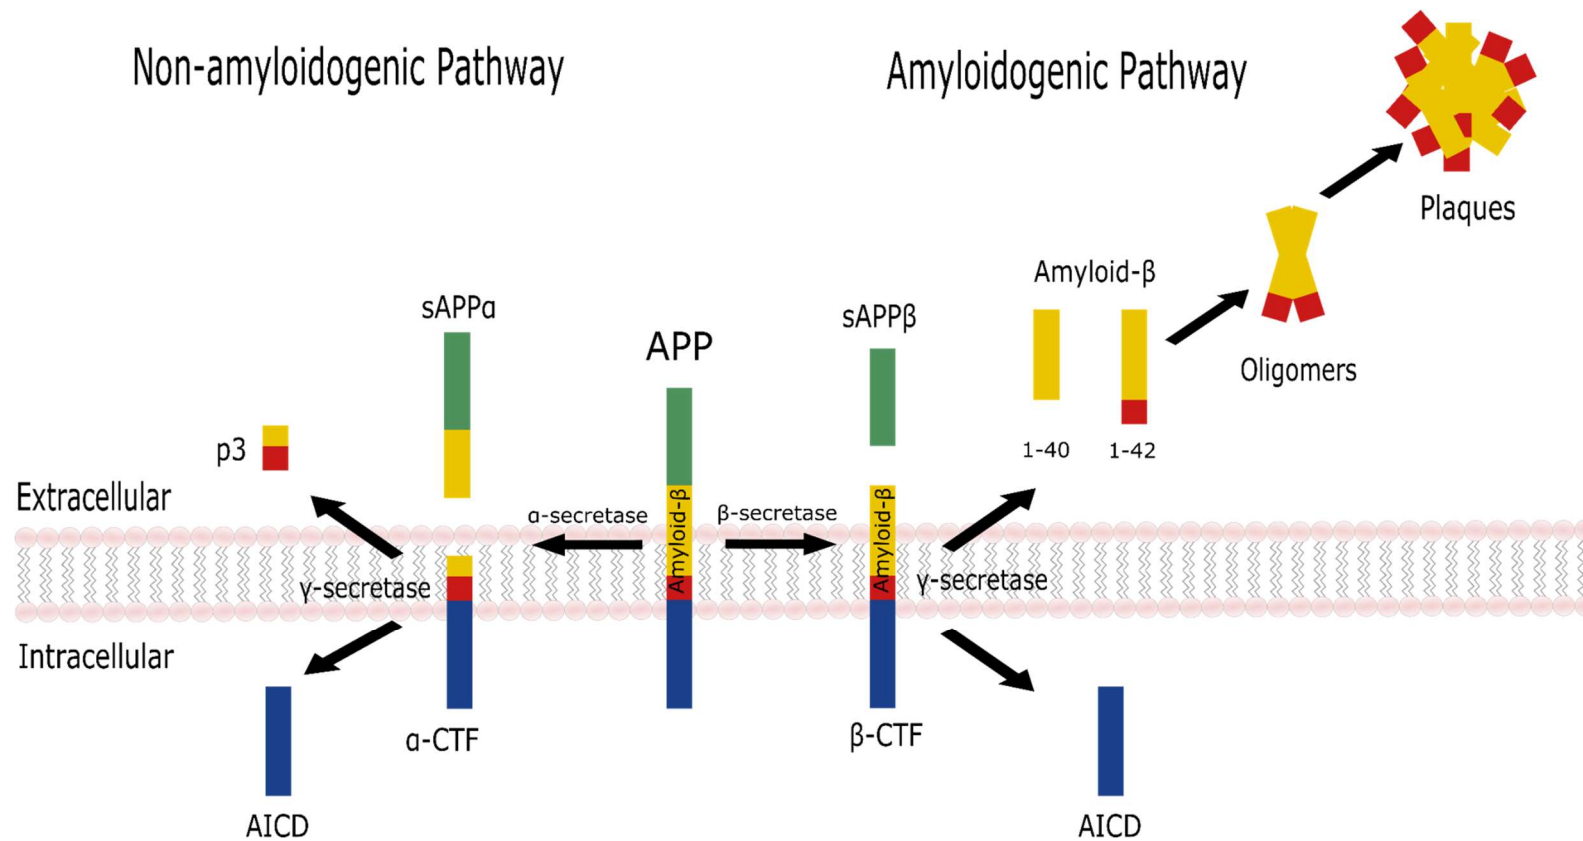 Non-amyloidogenic Pathway
Amyloidogenic Pathway
Plaques
Amyloid-β
sAPPɑ
sAPPβ
APP
Oligomers
p3
1-40
1-42
Extracellular
ɑ-secretase
β-secretase
Amyloid-β
Amyloid-β
γ-secretase
γ-secretase
Intracellular
ɑ-CTF
β-CTF
AICD
AICD